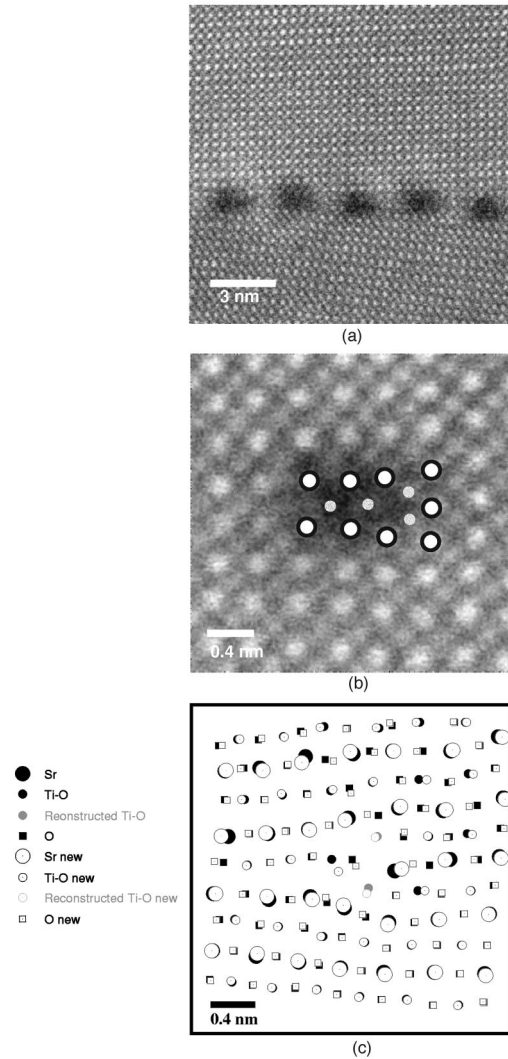 3 nm
(a)
0.4 nm
(b)
Sr
Ti-O
Reconstructed Ti-O
O
Sr new
Ti-O new
Reconstructed Ti-O new
O new
0.4 nm
(c)